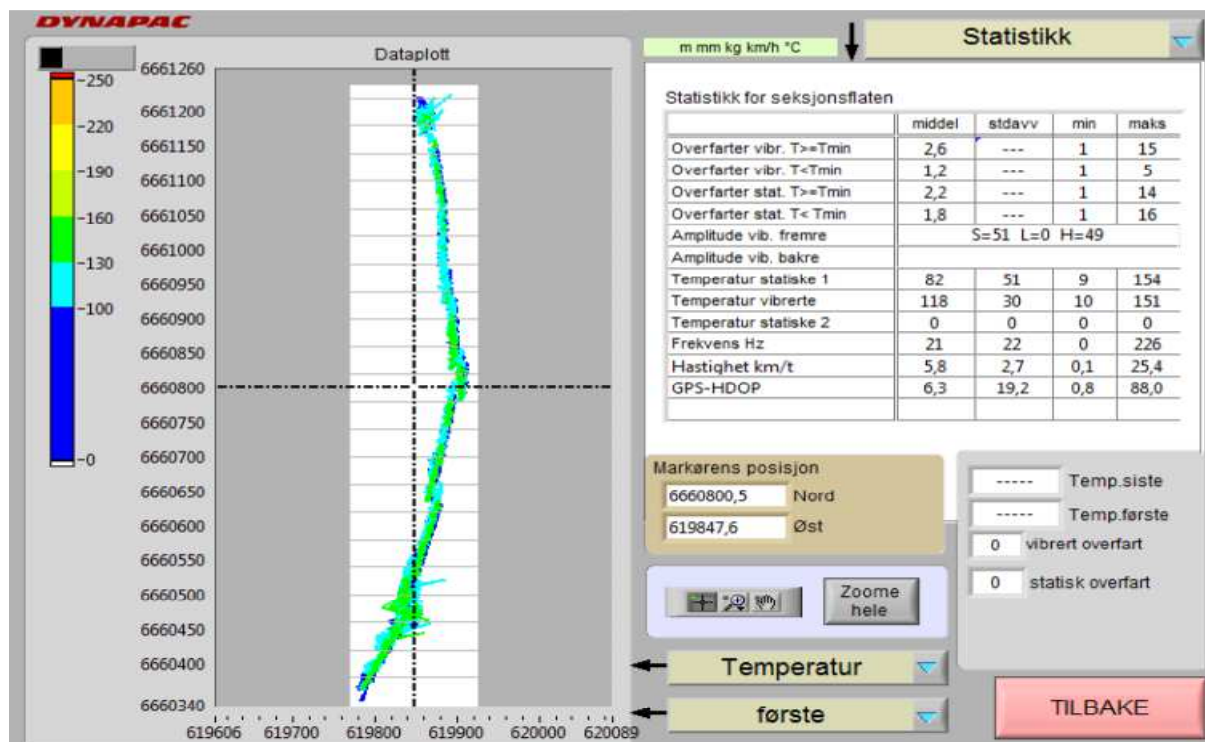 DYNAPAC
Dataplott
250
220
190
160
130
100
0
6661260
6661200
6661150
6661100
6661050
6661000
6660950
6660900
6660850
6660800
6660750
6660700
6660650
6660600
6660550
6660500
6660450
6660400
6660340
619606 619700 619800 619900 620000 620089
m mm kg km/h °C
Statistikk
Statistikk for seksjonsflaten
middel stdavv min maks
Overfarter vibr. T>=Tmin 2,6 --- 1 15
Overfarter vibr. T<Tmin 1,2 --- 1 5
Overfarter stat. T>=Tmin 2,2 --- 1 14
Overfarter stat. T< Tmin 1,8 --- 1 16
Amplitude vib. fremre S=51 L=0 H=49
Amplitude vib. bakre
Temperatur statiske 1 82 51 9 154
Temperatur vibrerte 118 30 10 151
Temperatur statiske 2 0 0 0 0
Frekvens Hz 21 22 0 226
Hastighet km/t 5,8 2,7 0,1 25,4
GPS-HDOP 6,3 19,2 0,8 88,0
Markørens posisjon
6660800,5 Nord
619847,6 Øst
----- Temp.siste
----- Temp.første
0 vibrert overfart
0 statisk overfart
Zoome
hele
Temperatur
første
TILBAKE